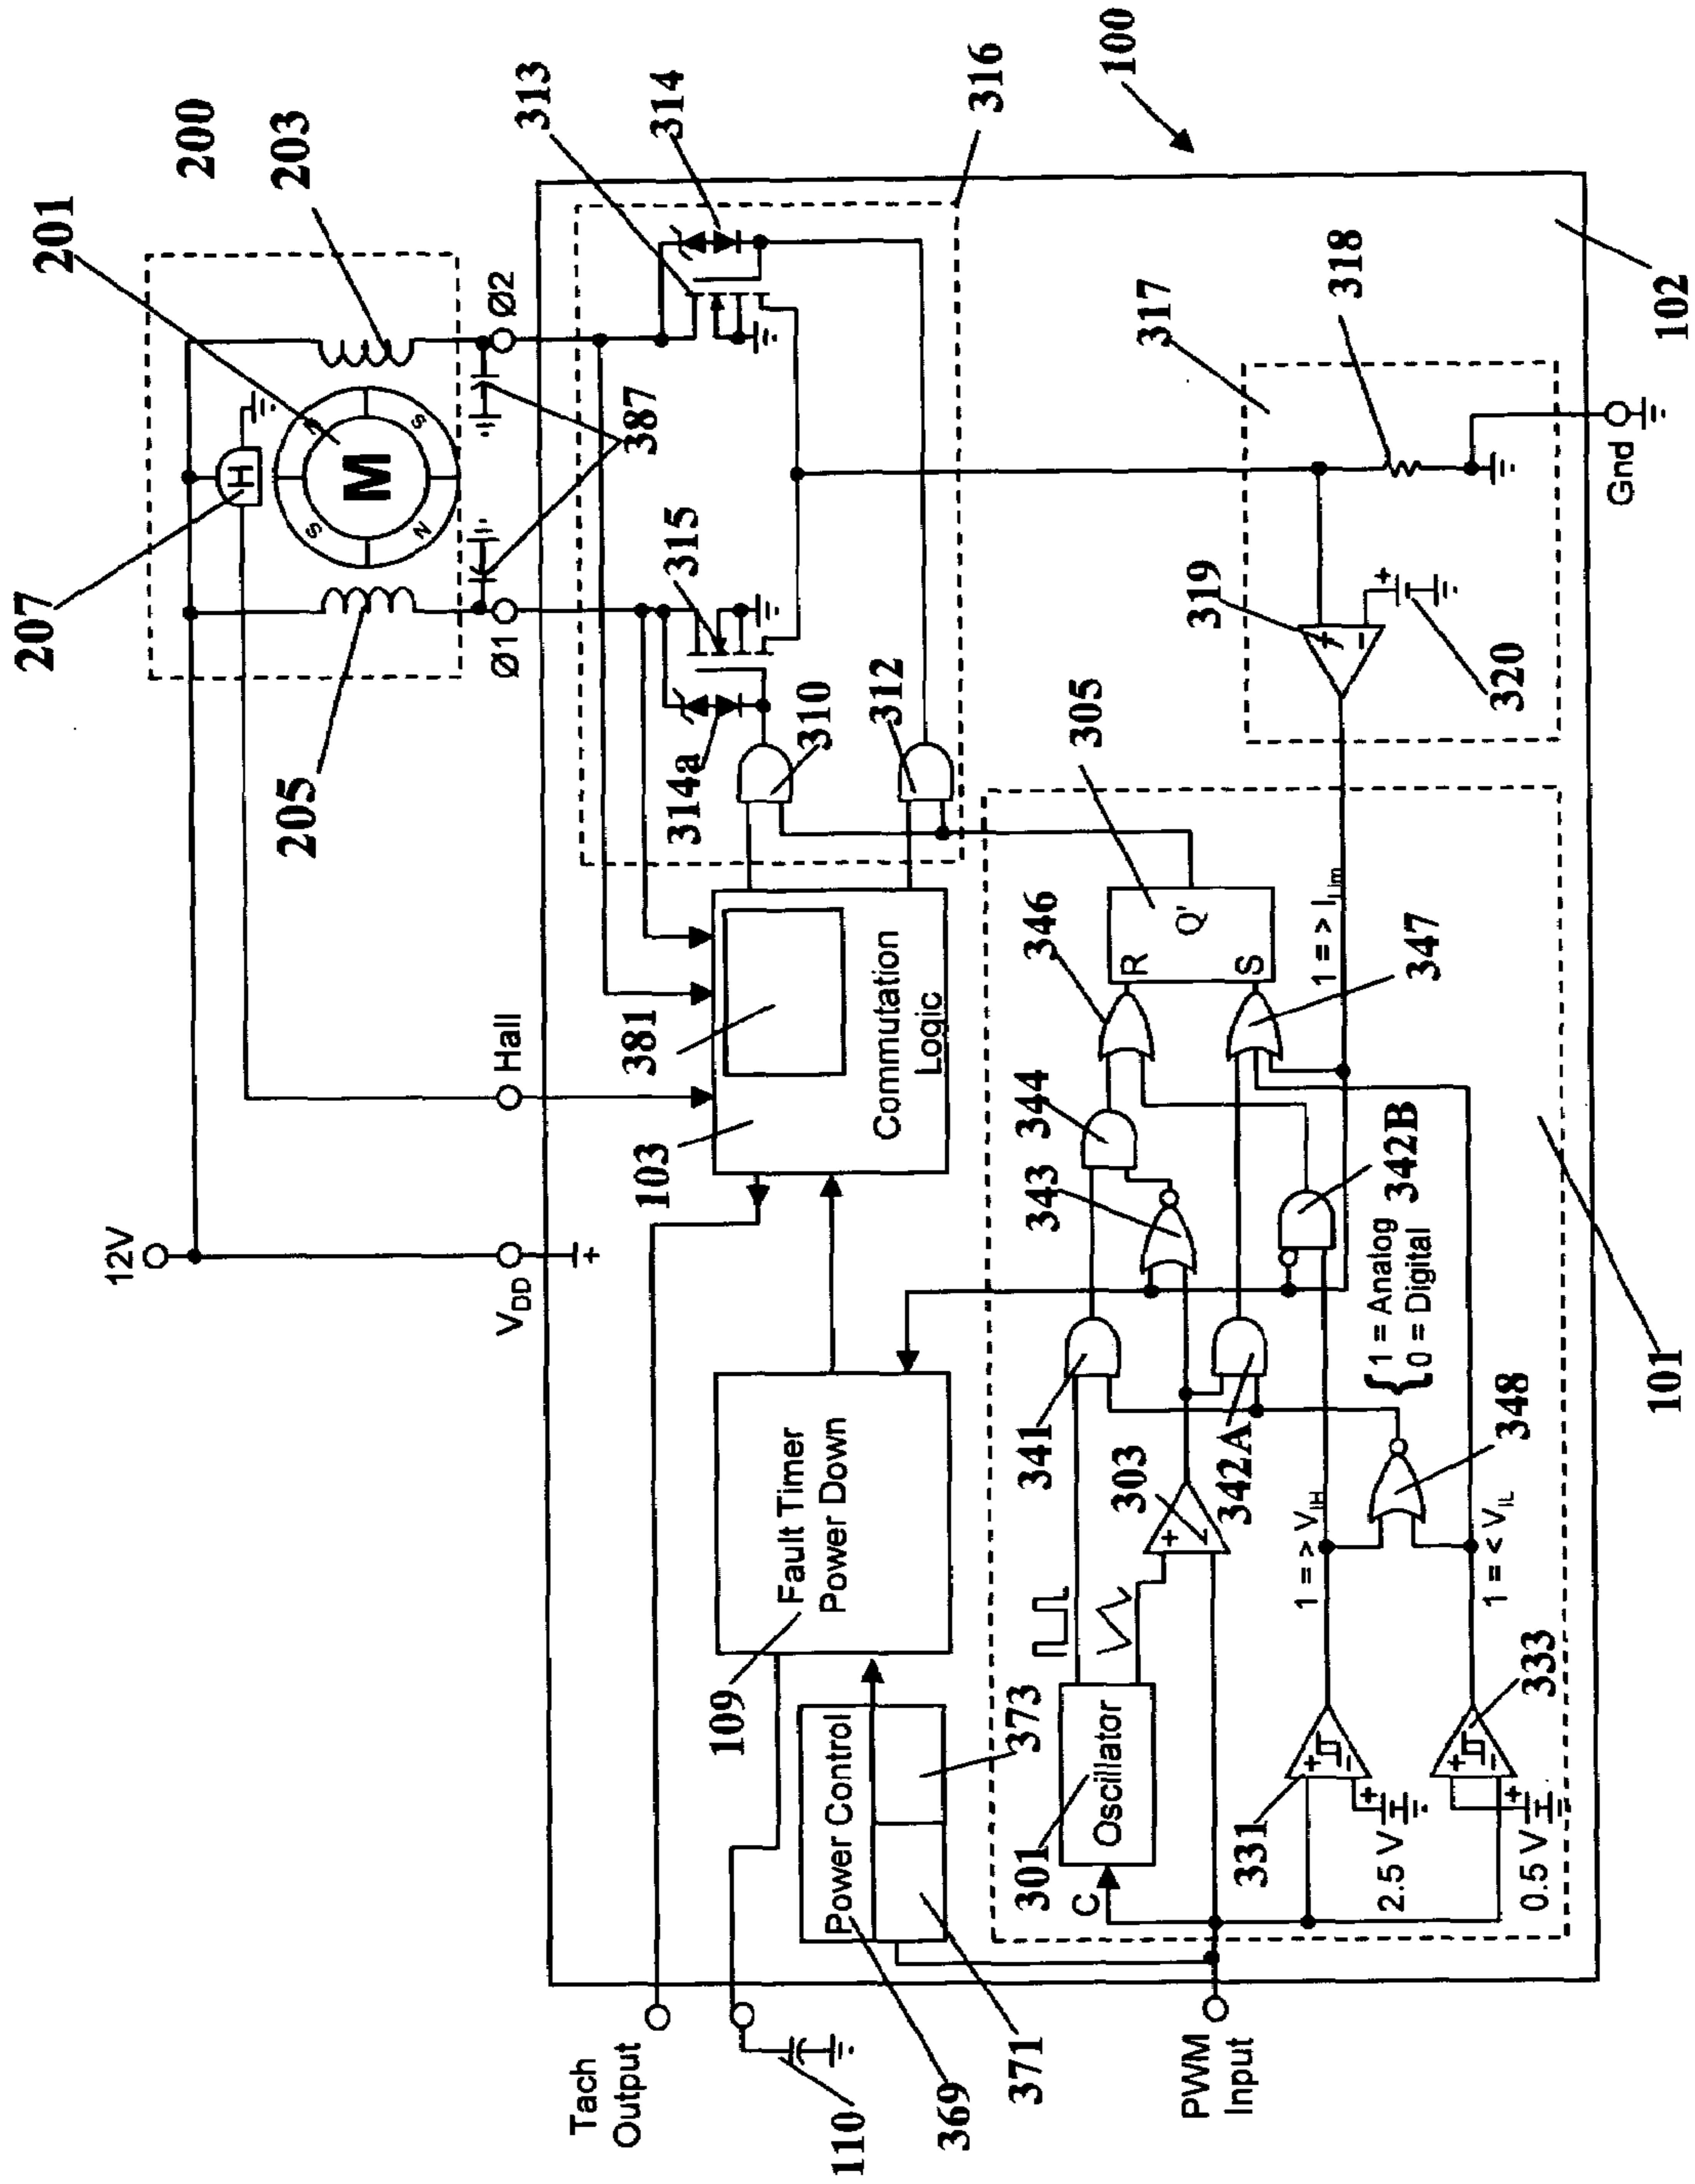 12V
V_DD
Hall
Ø1
Ø2
207
201
200
203
H
M
S
S
N
205
387
313
314
316
100
Tach
Output
110
369
371
PWM
Input
109
Fault Timer
Power Down
Power Control
373
103
381
Commutation
Logic
314a
315
310
312
317
318
319
+
−
+
320
102
Gnd
301
Oscillator
C
303
+
−
341
342A
343
344
346
305
R
S
Q'
347
1 = > I_Lim
342B
1 = Analog
0 = Digital
331
+
−
+
2.5 V
1 = > V_IH
333
+
−
+
0.5 V
1 = < V_IL
348
101
+